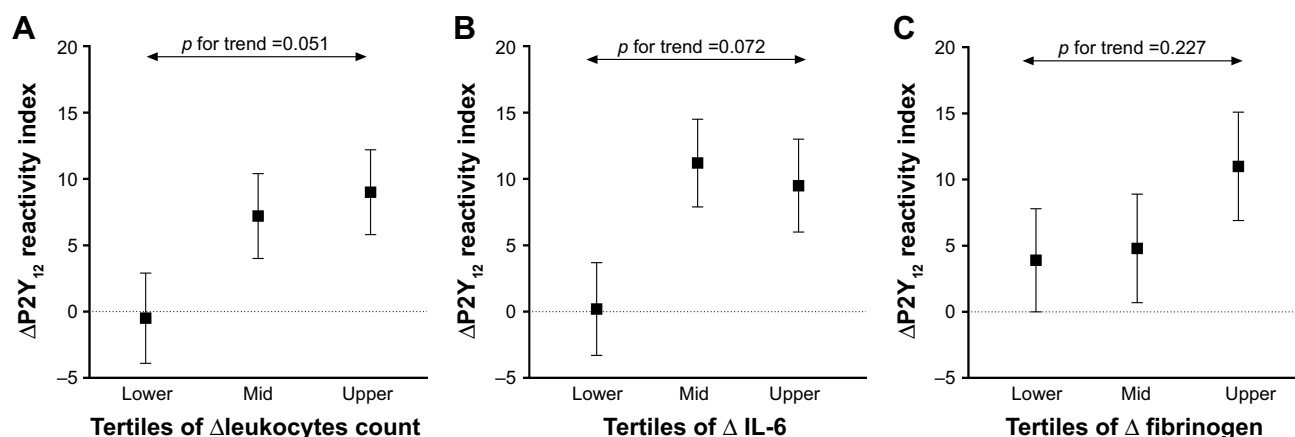 A
p for trend =0.051
20
15
10
5
0
–5
ΔP2Y12 reactivity index
Lower
Mid
Upper
Tertiles of Δleukocytes count
B
p for trend =0.072
20
15
10
5
0
–5
ΔP2Y12 reactivity index
Lower
Mid
Upper
Tertiles of Δ IL-6
C
p for trend =0.227
20
15
10
5
0
–5
ΔP2Y12 reactivity index
Lower
Mid
Upper
Tertiles of Δ fibrinogen